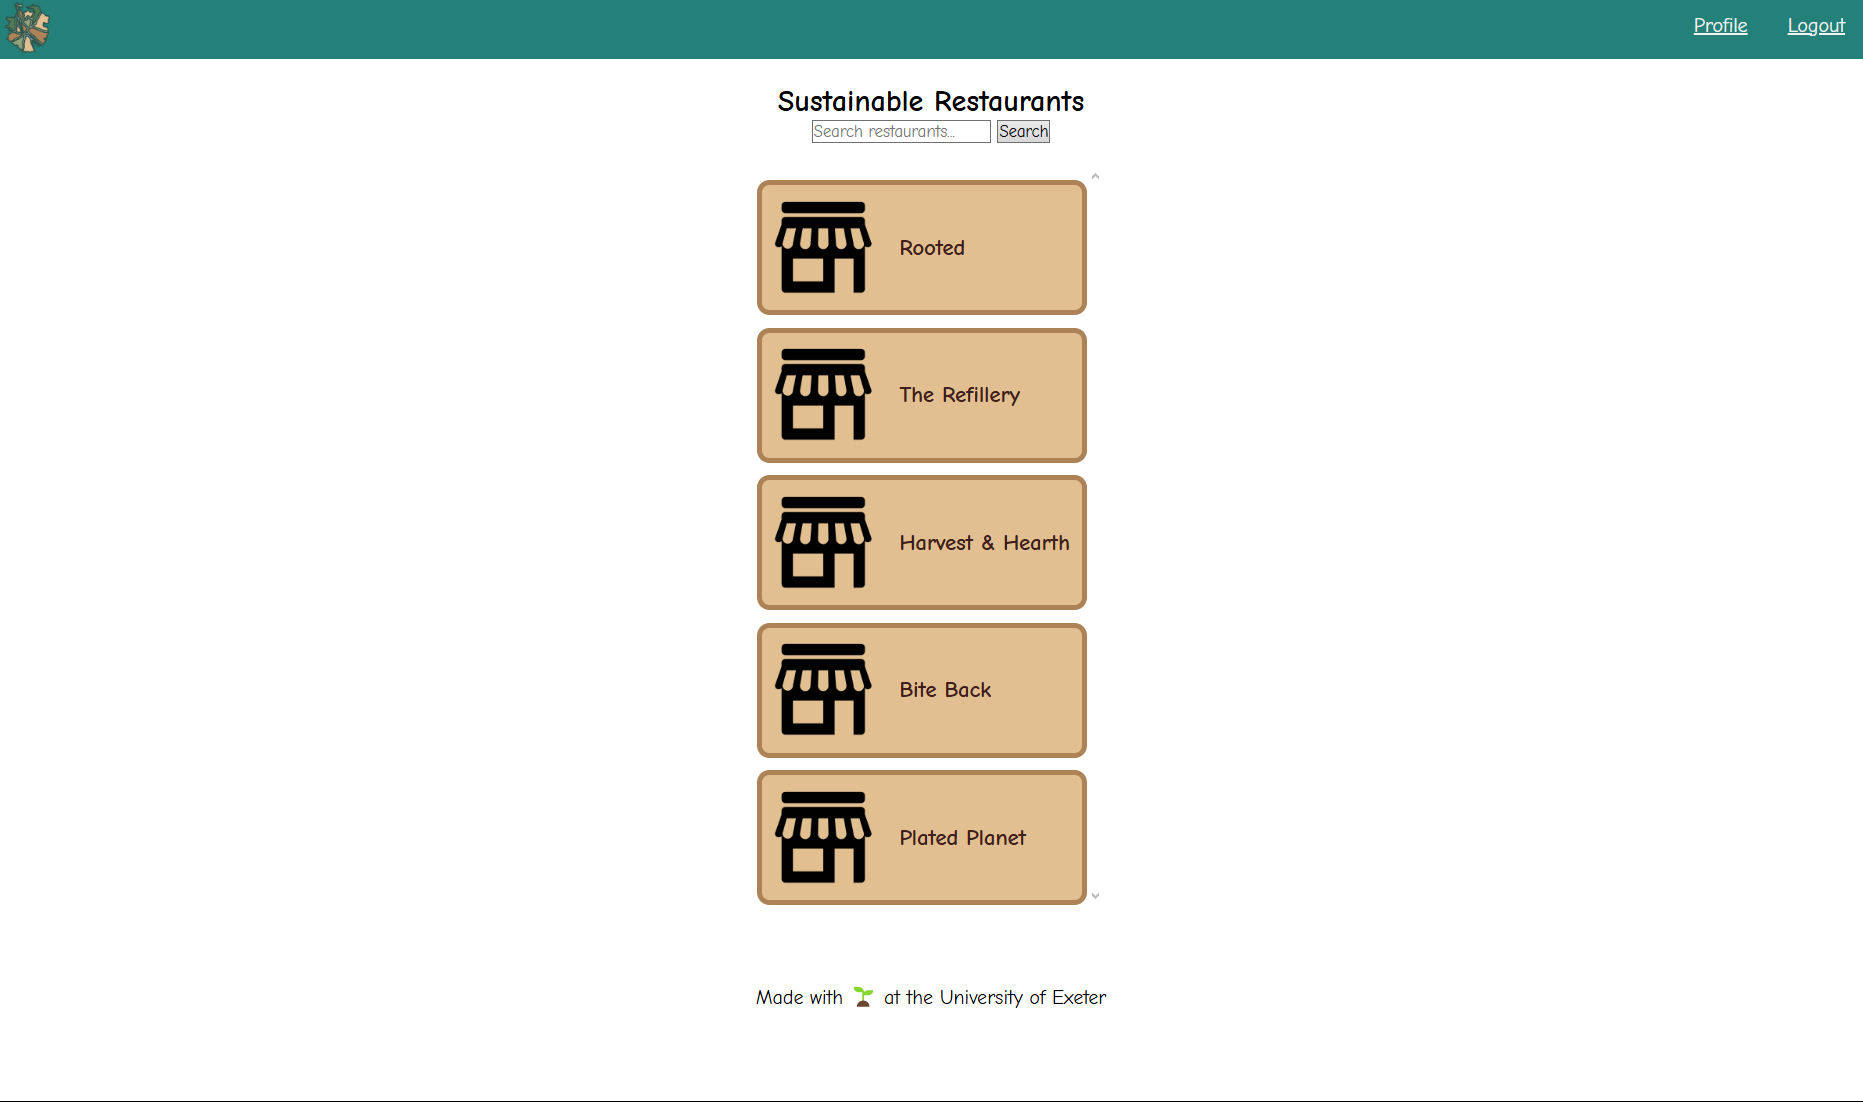 Profile Logout
Sustainable Restaurants
Search restaurants... Search
Rooted
The Refillery
Harvest & Hearth
Bite Back
Plated Planet
Made with 🌱 at the University of Exeter